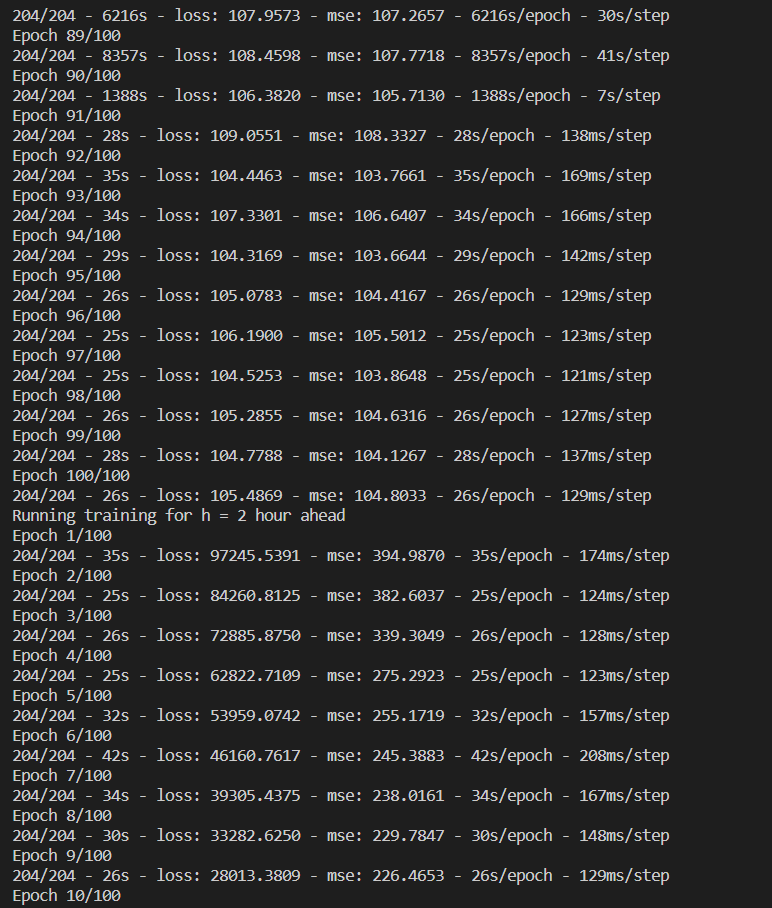 204/204 - 6216s - loss: 107.9573 - mse: 107.2657 - 6216s/epoch - 30s/step
Epoch 89/100
204/204 - 8357s - loss: 108.4598 - mse: 107.7718 - 8357s/epoch - 41s/step
Epoch 90/100
204/204 - 1388s - loss: 106.3820 - mse: 105.7130 - 1388s/epoch - 7s/step
Epoch 91/100
204/204 - 28s - loss: 109.0551 - mse: 108.3327 - 28s/epoch - 138ms/step
Epoch 92/100
204/204 - 35s - loss: 104.4463 - mse: 103.7661 - 35s/epoch - 169ms/step
Epoch 93/100
204/204 - 34s - loss: 107.3301 - mse: 106.6407 - 34s/epoch - 166ms/step
Epoch 94/100
204/204 - 29s - loss: 104.3169 - mse: 103.6644 - 29s/epoch - 142ms/step
Epoch 95/100
204/204 - 26s - loss: 105.0783 - mse: 104.4167 - 26s/epoch - 129ms/step
Epoch 96/100
204/204 - 25s - loss: 106.1900 - mse: 105.5012 - 25s/epoch - 123ms/step
Epoch 97/100
204/204 - 25s - loss: 104.5253 - mse: 103.8648 - 25s/epoch - 121ms/step
Epoch 98/100
204/204 - 26s - loss: 105.2855 - mse: 104.6316 - 26s/epoch - 127ms/step
Epoch 99/100
204/204 - 28s - loss: 104.7788 - mse: 104.1267 - 28s/epoch - 137ms/step
Epoch 100/100
204/204 - 26s - loss: 105.4869 - mse: 104.8033 - 26s/epoch - 129ms/step
Running training for h = 2 hour ahead
Epoch 1/100
204/204 - 35s - loss: 97245.5391 - mse: 394.9870 - 35s/epoch - 174ms/step
Epoch 2/100
204/204 - 25s - loss: 84260.8125 - mse: 382.6037 - 25s/epoch - 124ms/step
Epoch 3/100
204/204 - 26s - loss: 72885.8750 - mse: 339.3049 - 26s/epoch - 128ms/step
Epoch 4/100
204/204 - 25s - loss: 62822.7109 - mse: 275.2923 - 25s/epoch - 123ms/step
Epoch 5/100
204/204 - 32s - loss: 53959.0742 - mse: 255.1719 - 32s/epoch - 157ms/step
Epoch 6/100
204/204 - 42s - loss: 46160.7617 - mse: 245.3883 - 42s/epoch - 208ms/step
Epoch 7/100
204/204 - 34s - loss: 39305.4375 - mse: 238.0161 - 34s/epoch - 167ms/step
Epoch 8/100
204/204 - 30s - loss: 33282.6250 - mse: 229.7847 - 30s/epoch - 148ms/step
Epoch 9/100
204/204 - 26s - loss: 28013.3809 - mse: 226.4653 - 26s/epoch - 129ms/step
Epoch 10/100